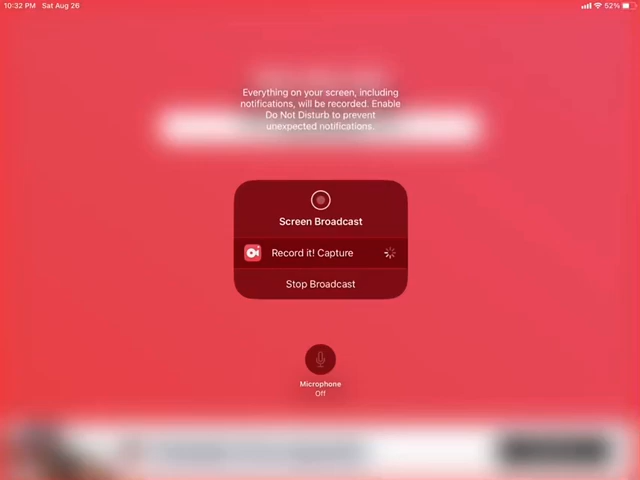 10:32 PM Sat Aug 26
52%
Everything on your screen, including
notifications, will be recorded. Enable
Do Not Disturb to prevent
unexpected notifications.
Screen Broadcast
Record it! Capture
Stop Broadcast
Microphone
Off